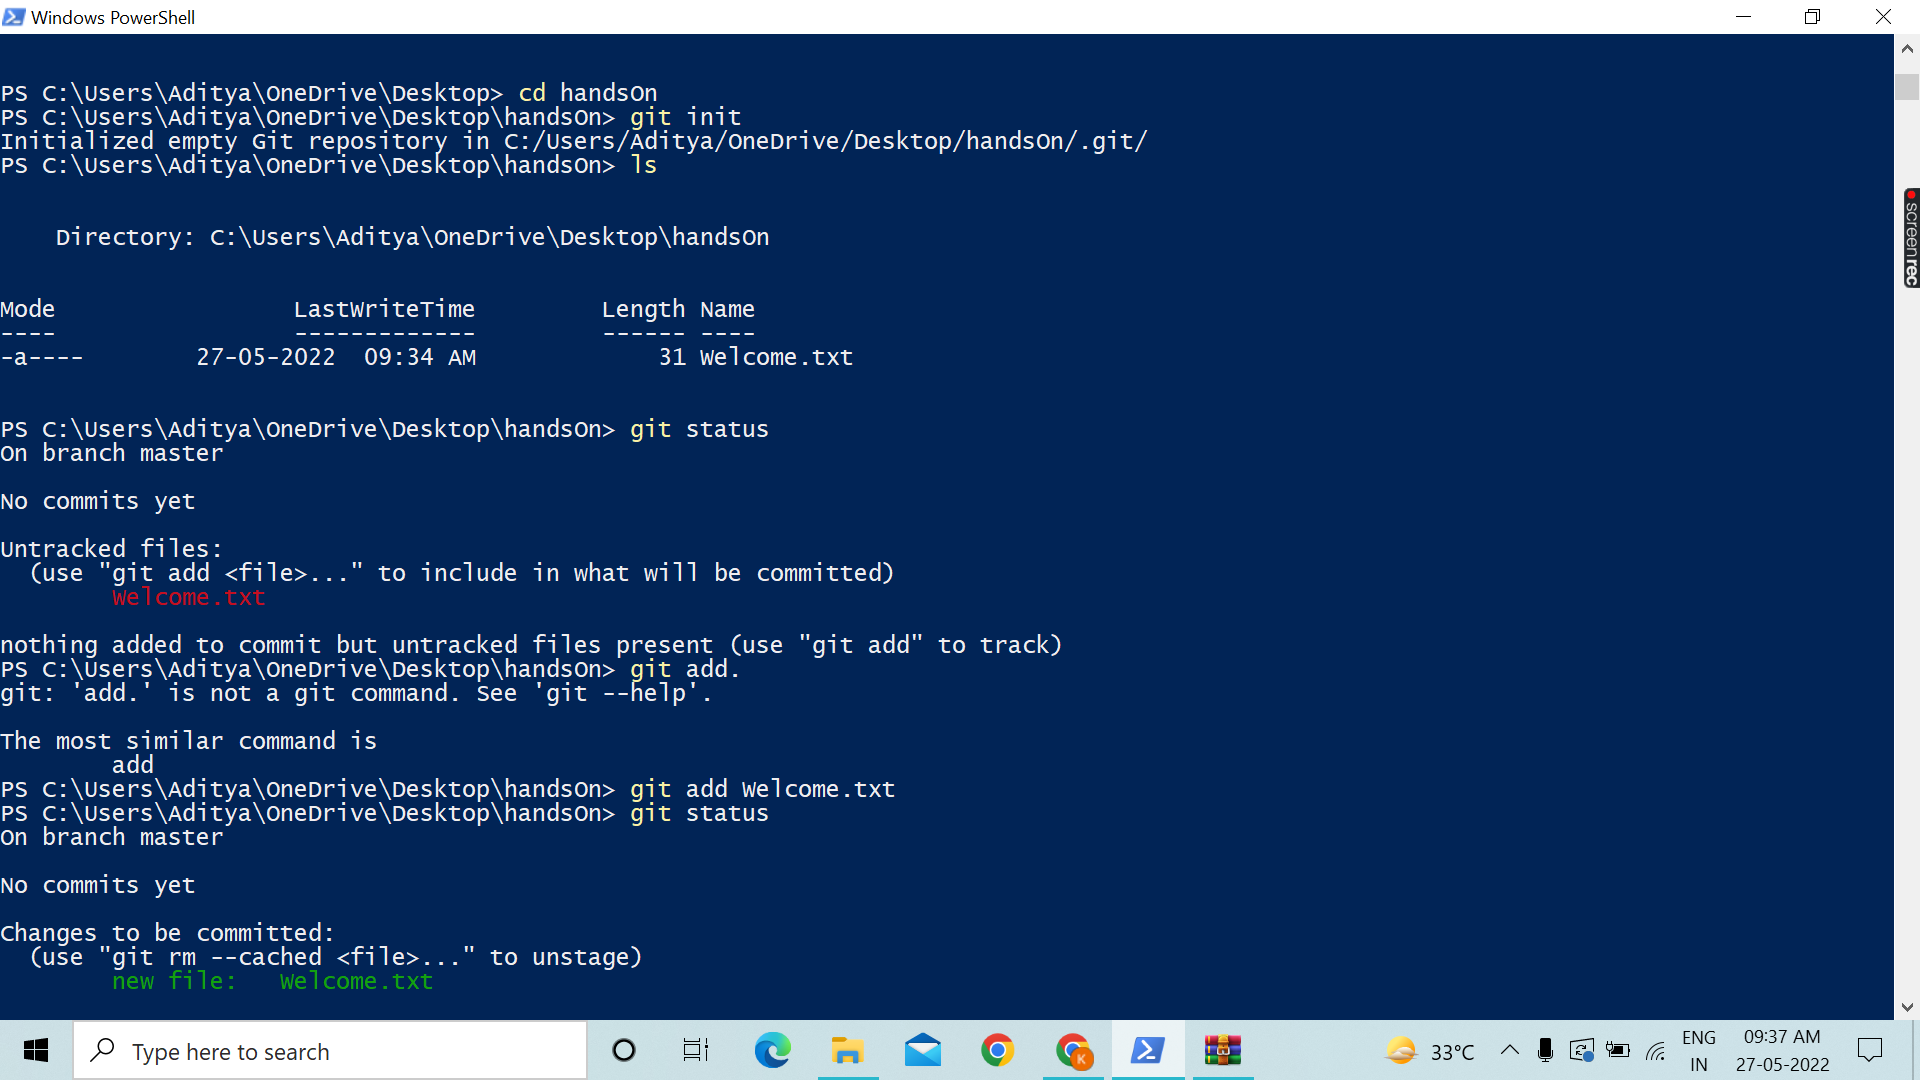 Windows PowerShell
PS C:\Users\Aditya\OneDrive\Desktop> cd handsOn
PS C:\Users\Aditya\OneDrive\Desktop\handsOn> git init
Initialized empty Git repository in C:/Users/Aditya/OneDrive/Desktop/handsOn/.git/
PS C:\Users\Aditya\OneDrive\Desktop\handsOn> ls
Directory: C:\Users\Aditya\OneDrive\Desktop\handsOn
Mode LastWriteTime Length Name
---- ------------- ------ ----
-a---- 27-05-2022 09:34 AM 31 Welcome.txt
PS C:\Users\Aditya\OneDrive\Desktop\handsOn> git status
On branch master
No commits yet
Untracked files:
(use "git add <file>..." to include in what will be committed)
Welcome.txt
nothing added to commit but untracked files present (use "git add" to track)
PS C:\Users\Aditya\OneDrive\Desktop\handsOn> git add.
git: 'add.' is not a git command. See 'git --help'.
The most similar command is
add
PS C:\Users\Aditya\OneDrive\Desktop\handsOn> git add Welcome.txt
PS C:\Users\Aditya\OneDrive\Desktop\handsOn> git status
On branch master
No commits yet
Changes to be committed:
(use "git rm --cached <file>..." to unstage)
new file: Welcome.txt
screenrec
Type here to search
K
33°C
ENG
IN
09:37 AM
27-05-2022